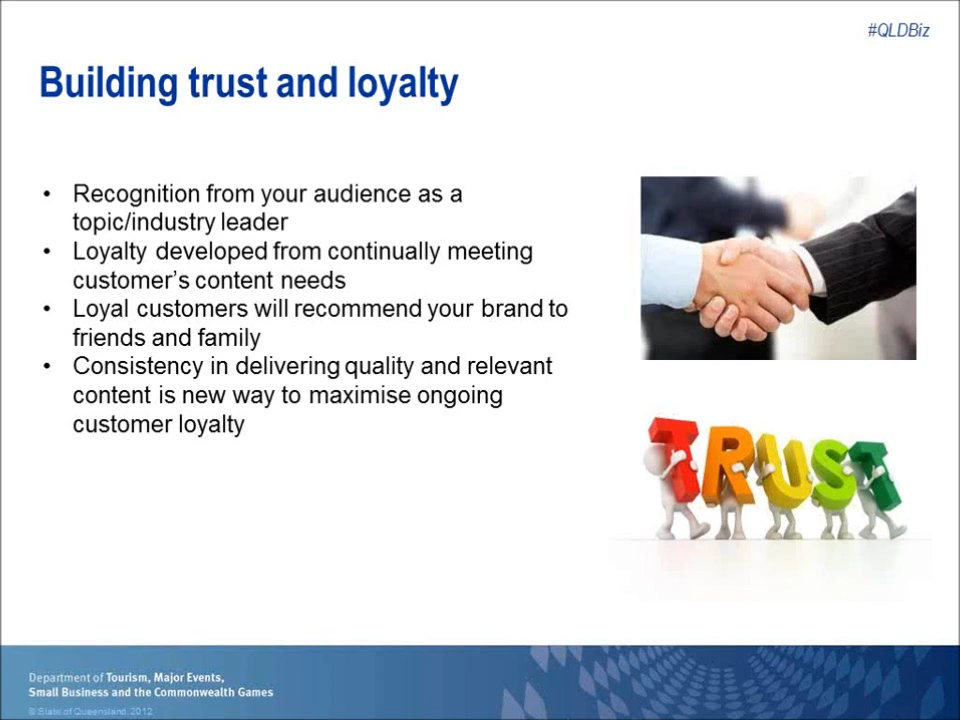 #QLDBiz
Building trust and loyalty
• Recognition from your audience as a
topic/industry leader
• Loyalty developed from continually meeting
customer's content needs
• Loyal customers will recommend your brand to
friends and family
• Consistency in delivering quality and relevant
content is new way to maximise ongoing
customer loyalty
TRUST
Department of Tourism, Major Events,
Small Business and the Commonwealth Games
© State of Queensland 2012